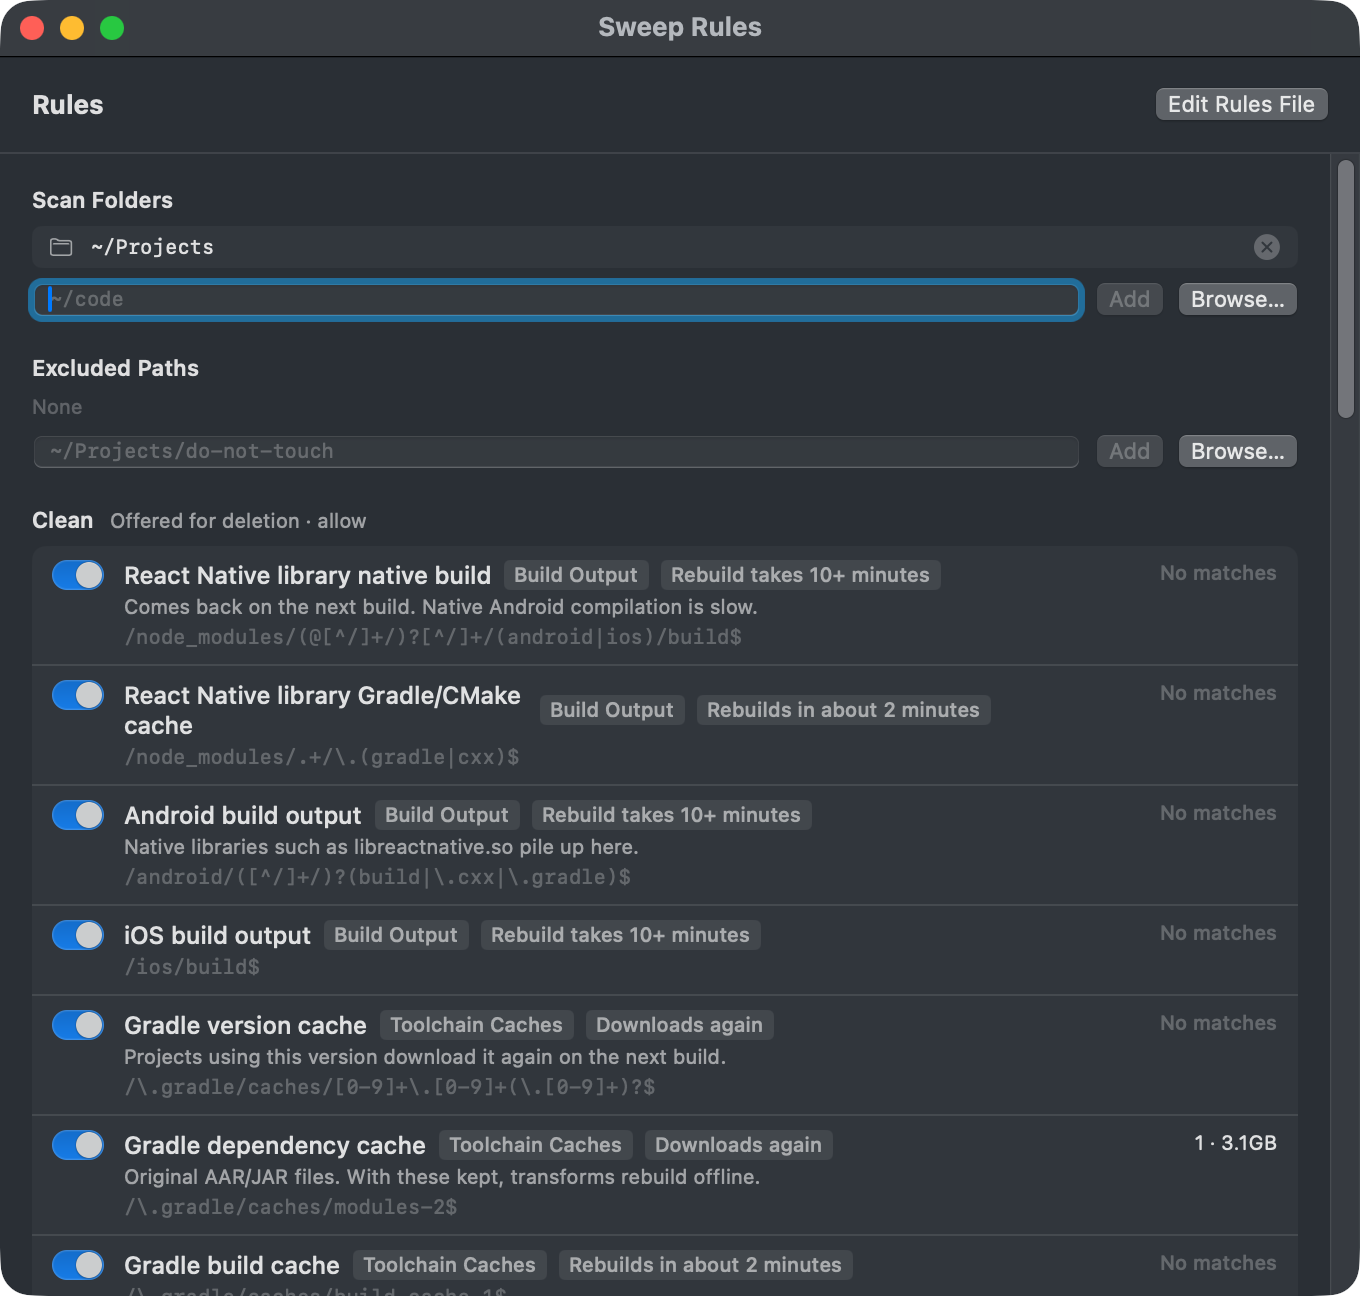 Sweep Rules
Rules
Edit Rules File
Scan Folders
~/Projects
~/code
Add
Browse...
Excluded Paths
None
~/Projects/do-not-touch
Add
Browse...
Clean Offered for deletion · allow
React Native library native build Build Output Rebuild takes 10+ minutes No matches
Comes back on the next build. Native Android compilation is slow.
/node_modules/(@[^/]+/)?[^/]+/(android|ios)/build$
React Native library Gradle/CMake
cache
Build Output Rebuilds in about 2 minutes No matches
/node_modules/.+/\.(gradle|cxx)$
Android build output Build Output Rebuild takes 10+ minutes No matches
Native libraries such as libreactnative.so pile up here.
/android/([^/]+/)?(build|\.cxx|\.gradle)$
iOS build output Build Output Rebuild takes 10+ minutes No matches
/ios/build$
Gradle version cache Toolchain Caches Downloads again No matches
Projects using this version download it again on the next build.
/\.gradle/caches/[0-9]+\.[0-9]+(\.[0-9]+)?$
Gradle dependency cache Toolchain Caches Downloads again 1 · 3.1GB
Original AAR/JAR files. With these kept, transforms rebuild offline.
/\.gradle/caches/modules-2$
Gradle build cache Toolchain Caches Rebuilds in about 2 minutes No matches
/\.gradle/caches/build-cache-1$